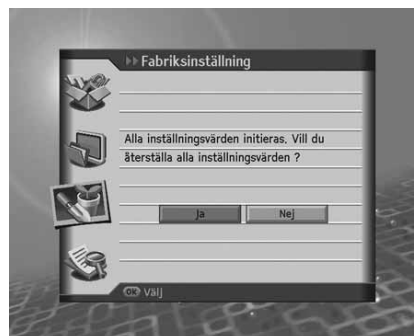 Fabriksinställning
Alla inställningsvärden initieras. Vill du
återställa alla inställningsvärden ?
Ja Nej
OK Välj